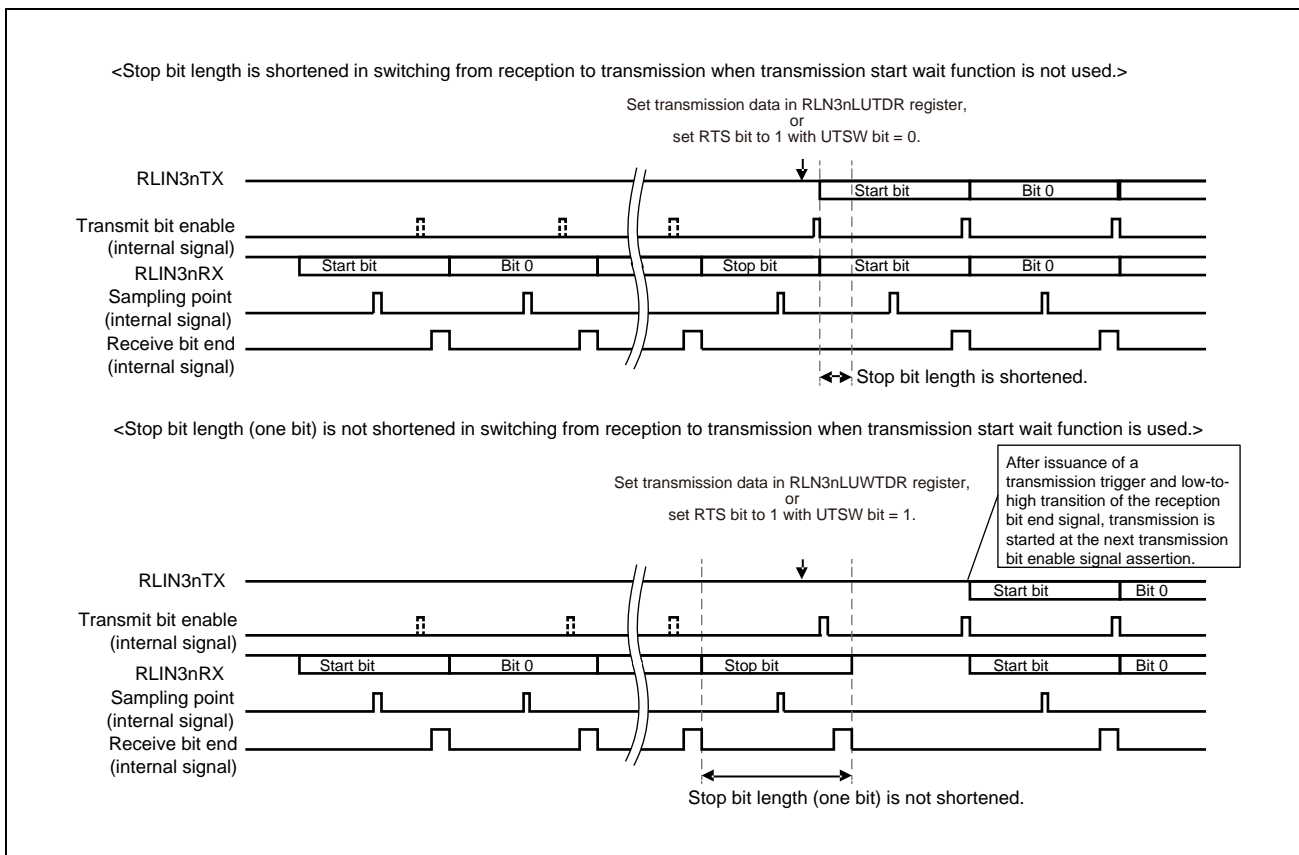 <Stop bit length is shortened in switching from reception to transmission when transmission start wait function is not used.>
Set transmission data in RLN3nLUTDR register,
or
set RTS bit to 1 with UTSW bit = 0.
RLIN3nTX
Start bit
Bit 0
Transmit bit enable
(internal signal)
RLIN3nRX
Start bit
Bit 0
Stop bit
Start bit
Bit 0
Sampling point
(internal signal)
Receive bit end
(internal signal)
Stop bit length is shortened.
<Stop bit length (one bit) is not shortened in switching from reception to transmission when transmission start wait function is used.>
Set transmission data in RLN3nLUWTDR register,
or
set RTS bit to 1 with UTSW bit = 1.
After issuance of a
transmission trigger and low-to-
high transition of the reception
bit end signal, transmission is
started at the next transmission
bit enable signal assertion.
RLIN3nTX
Start bit
Bit 0
Transmit bit enable
(internal signal)
RLIN3nRX
Start bit
Bit 0
Stop bit
Start bit
Bit 0
Sampling point
(internal signal)
Receive bit end
(internal signal)
Stop bit length (one bit) is not shortened.